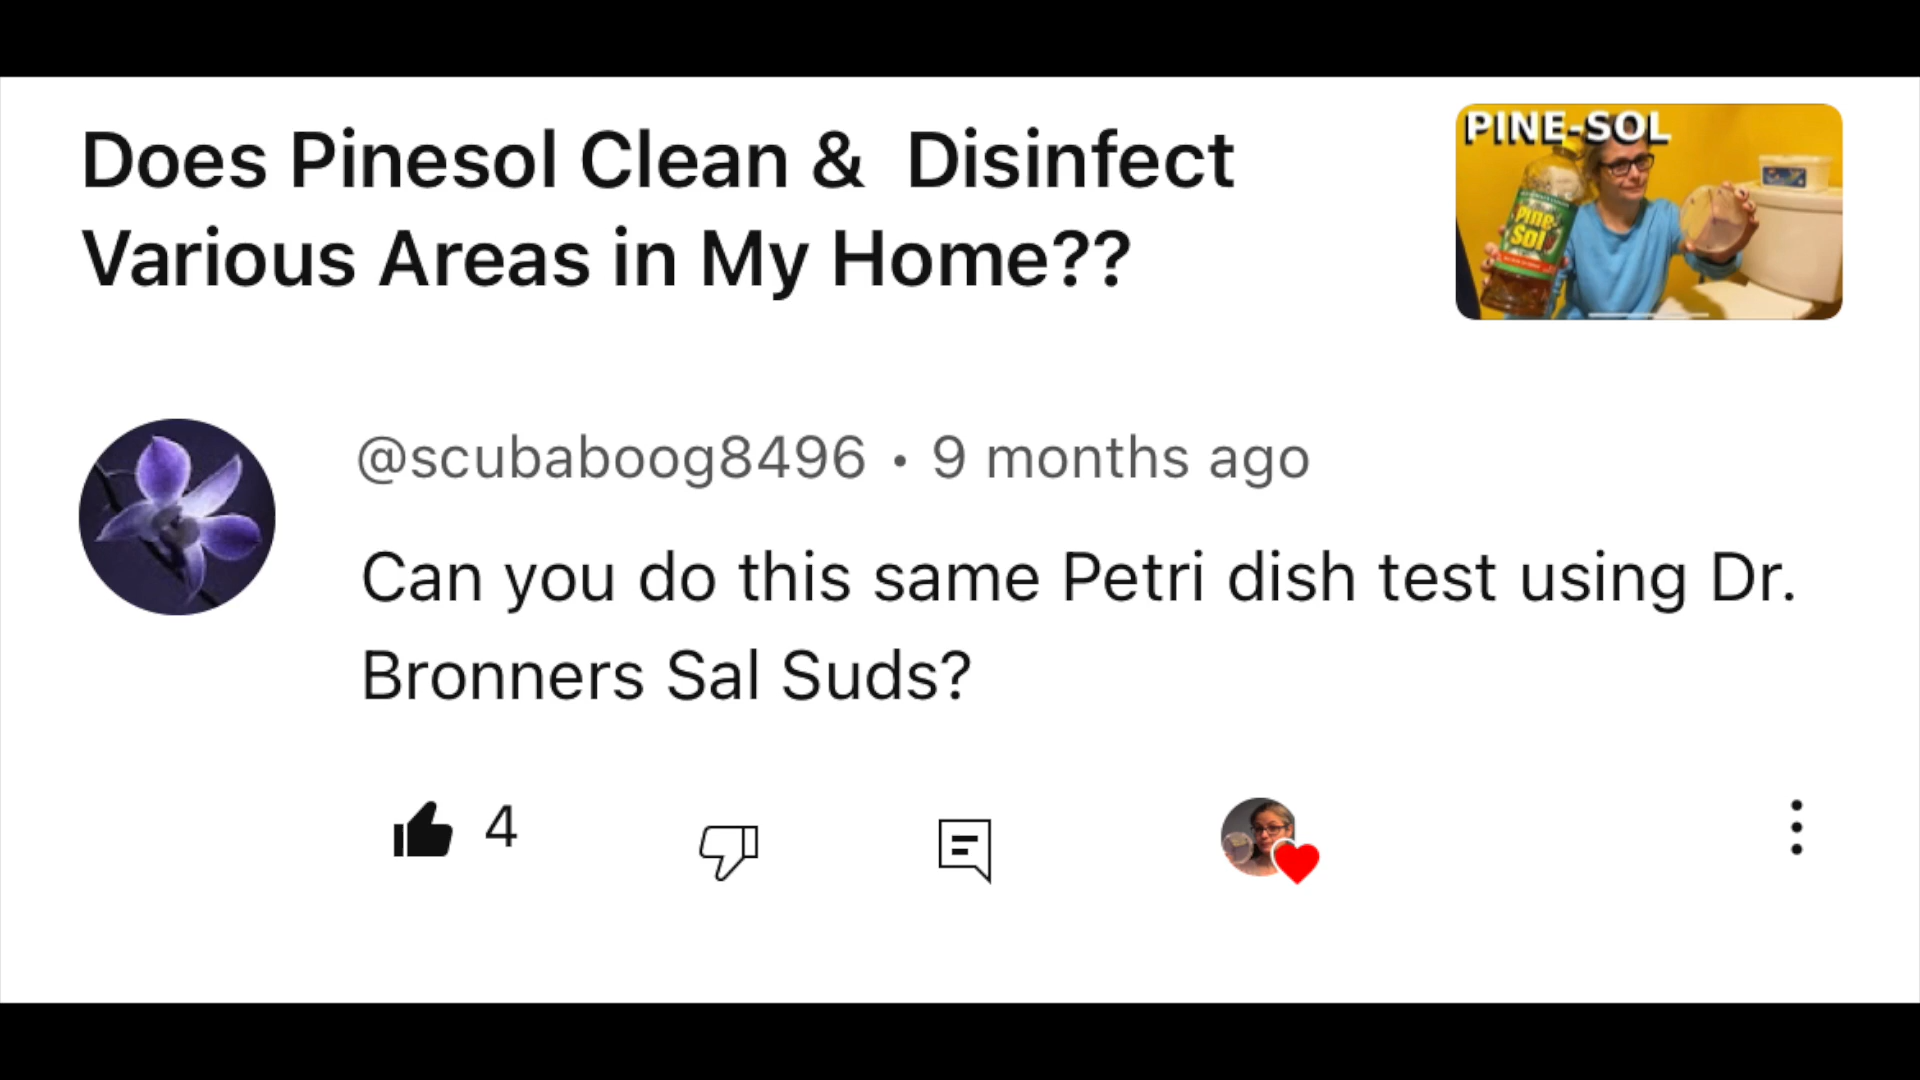 Does Pinesol Clean &  Disinfect
Various Areas in My Home??
PINE-SOL
Pine-
Sol
@scubaboog8496 • 9 months ago
Can you do this same Petri dish test using Dr.
Bronners Sal Suds?
4